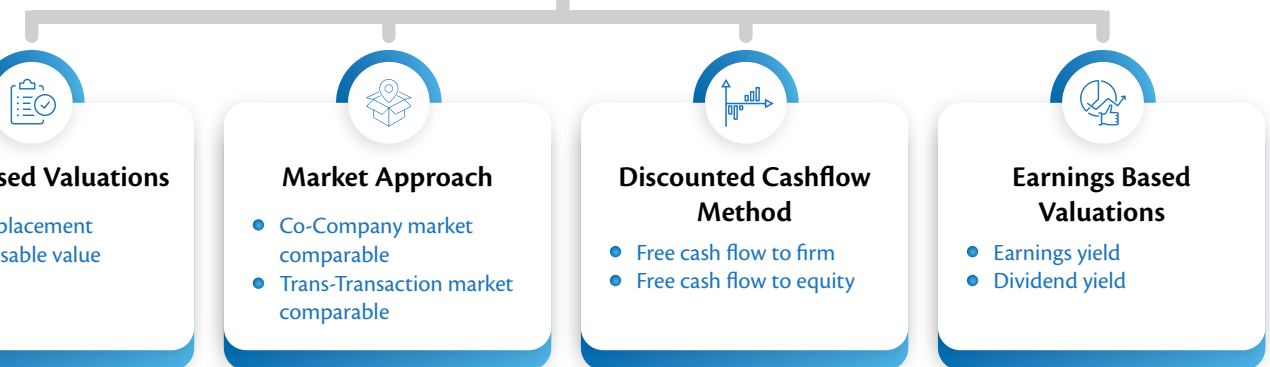 sed Valuations
placement
sable value
Market Approach
Co-Company market
comparable
Trans-Transaction market
comparable
Discounted Cashflow
Method
Free cash flow to firm
Free cash flow to equity
Earnings Based
Valuations
Earnings yield
Dividend yield